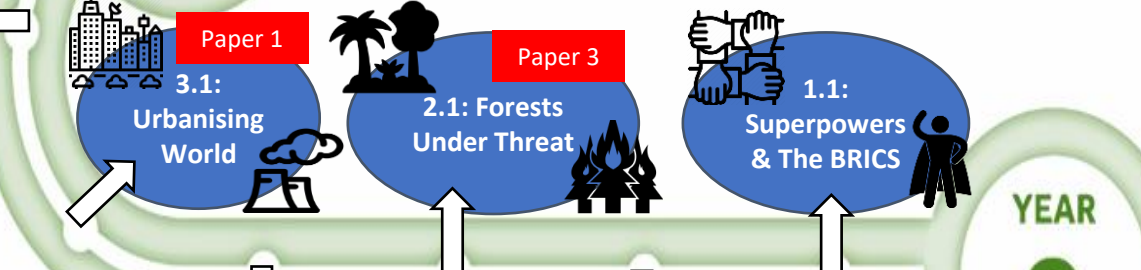 Paper 1
3.1:
Urbanising
World
Paper 3
2.1: Forests
Under Threat
1.1:
Superpowers
& The BRICS
YEAR